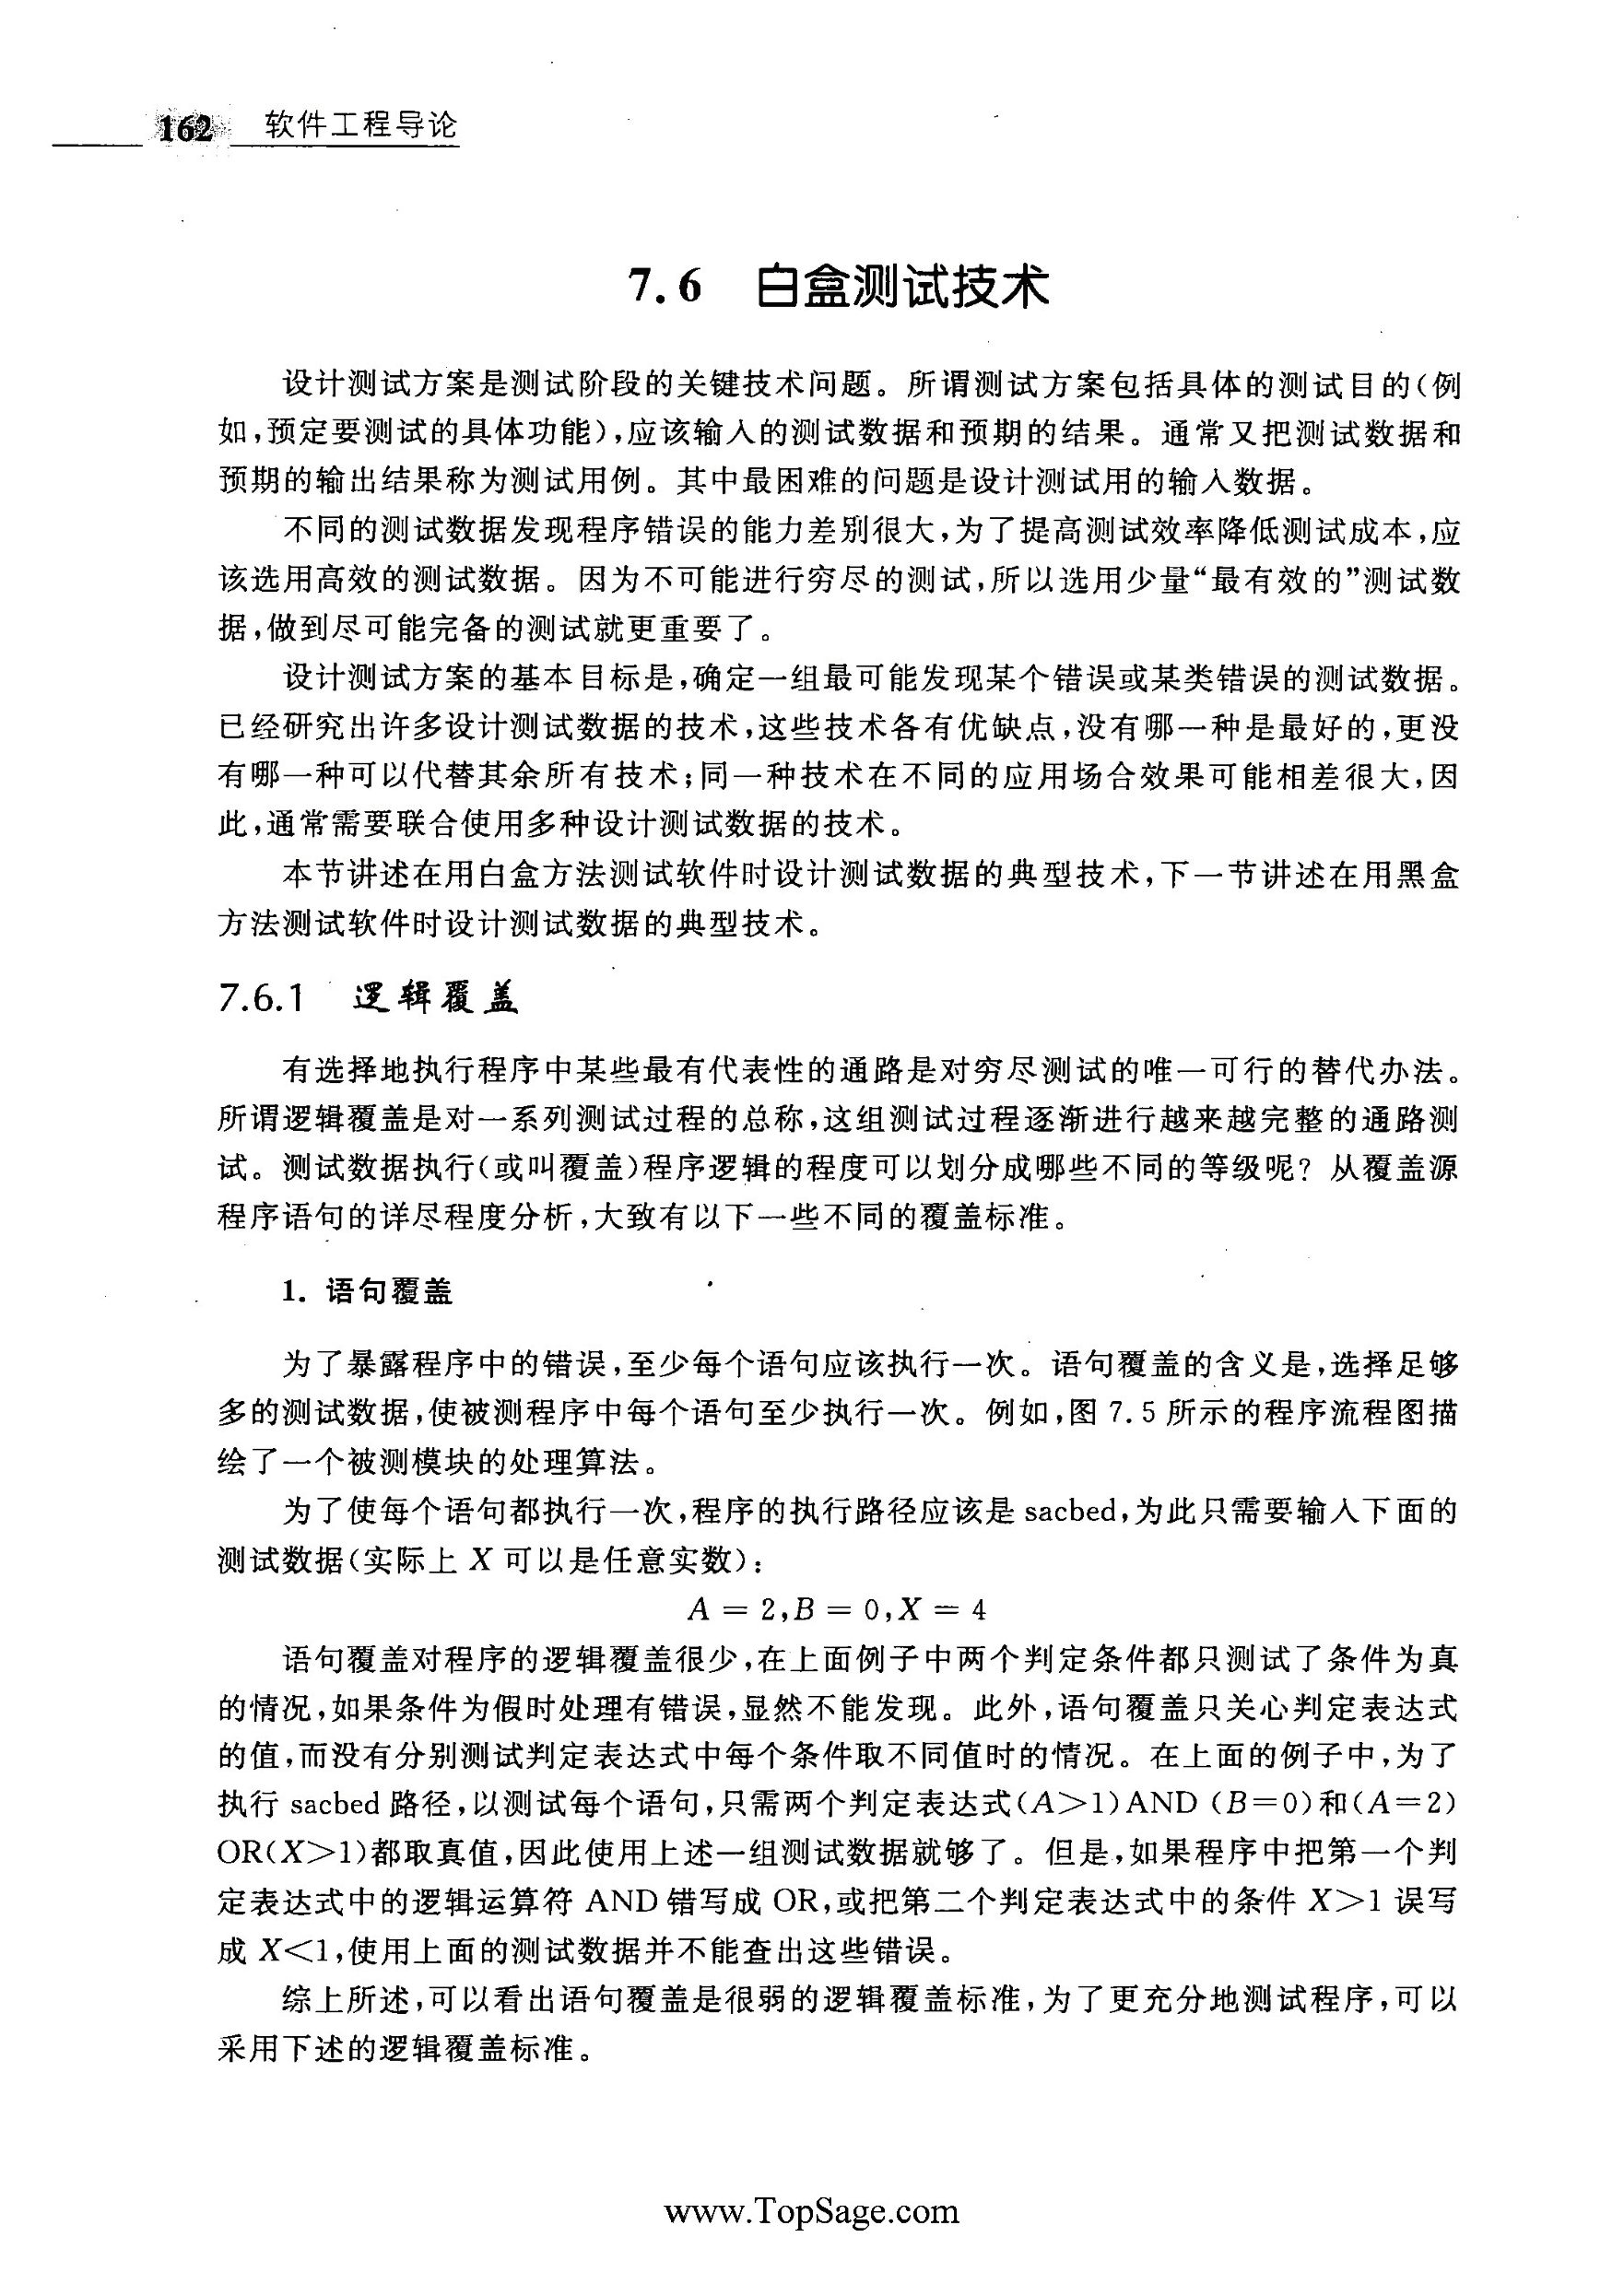 162 软件工程导论
7.6 白盒测试技术
设计测试方案是测试阶段的关键技术问题。所谓测试方案包括具体的测试目的(例
如,预定要测试的具体功能),应该输入的测试数据和预期的结果。通常又把测试数据和
预期的输出结果称为测试用例。其中最困难的问题是设计测试用的输入数据。
不同的测试数据发现程序错误的能力差别很大,为了提高测试效率降低测试成本,应
该选用高效的测试数据。因为不可能进行穷尽的测试,所以选用少量“最有效的”测试数
据,做到尽可能完备的测试就更重要了。
设计测试方案的基本目标是,确定一组最可能发现某个错误或某类错误的测试数据。
已经研究出许多设计测试数据的技术,这些技术各有优缺点,没有哪一种是最好的,更没
有哪一种可以代替其余所有技术;同一种技术在不同的应用场合效果可能相差很大,因
此,通常需要联合使用多种设计测试数据的技术。
本节讲述在用白盒方法测试软件时设计测试数据的典型技术,下一节讲述在用黑盒
方法测试软件时设计测试数据的典型技术。
7.6.1 逻辑覆盖
有选择地执行程序中某些最有代表性的通路是对穷尽测试的唯一可行的替代办法。
所谓逻辑覆盖是对一系列测试过程的总称,这组测试过程逐渐进行越来越完整的通路测
试。测试数据执行(或叫覆盖)程序逻辑的程度可以划分成哪些不同的等级呢? 从覆盖源
程序语句的详尽程度分析,大致有以下一些不同的覆盖标准。
1. 语句覆盖
为了暴露程序中的错误,至少每个语句应该执行一次。语句覆盖的含义是,选择足够
多的测试数据,使被测程序中每个语句至少执行一次。例如,图 7.5 所示的程序流程图描
绘了一个被测模块的处理算法。
为了使每个语句都执行一次,程序的执行路径应该是 sacbed,为此只需要输入下面的
测试数据(实际上 X 可以是任意实数):
A = 2,B = 0,X = 4
语句覆盖对程序的逻辑覆盖很少,在上面例子中两个判定条件都只测试了条件为真
的情况,如果条件为假时处理有错误,显然不能发现。此外,语句覆盖只关心判定表达式
的值,而没有分别测试判定表达式中每个条件取不同值时的情况。在上面的例子中,为了
执行 sacbed 路径,以测试每个语句,只需两个判定表达式(A>1)AND (B=0)和(A=2)
OR(X>1)都取真值,因此使用上述一组测试数据就够了。但是,如果程序中把第一个判
定表达式中的逻辑运算符 AND 错写成 OR,或把第二个判定表达式中的条件 X>1 误写
成 X<1,使用上面的测试数据并不能查出这些错误。
综上所述,可以看出语句覆盖是很弱的逻辑覆盖标准,为了更充分地测试程序,可以
采用下述的逻辑覆盖标准。
www.TopSage.com